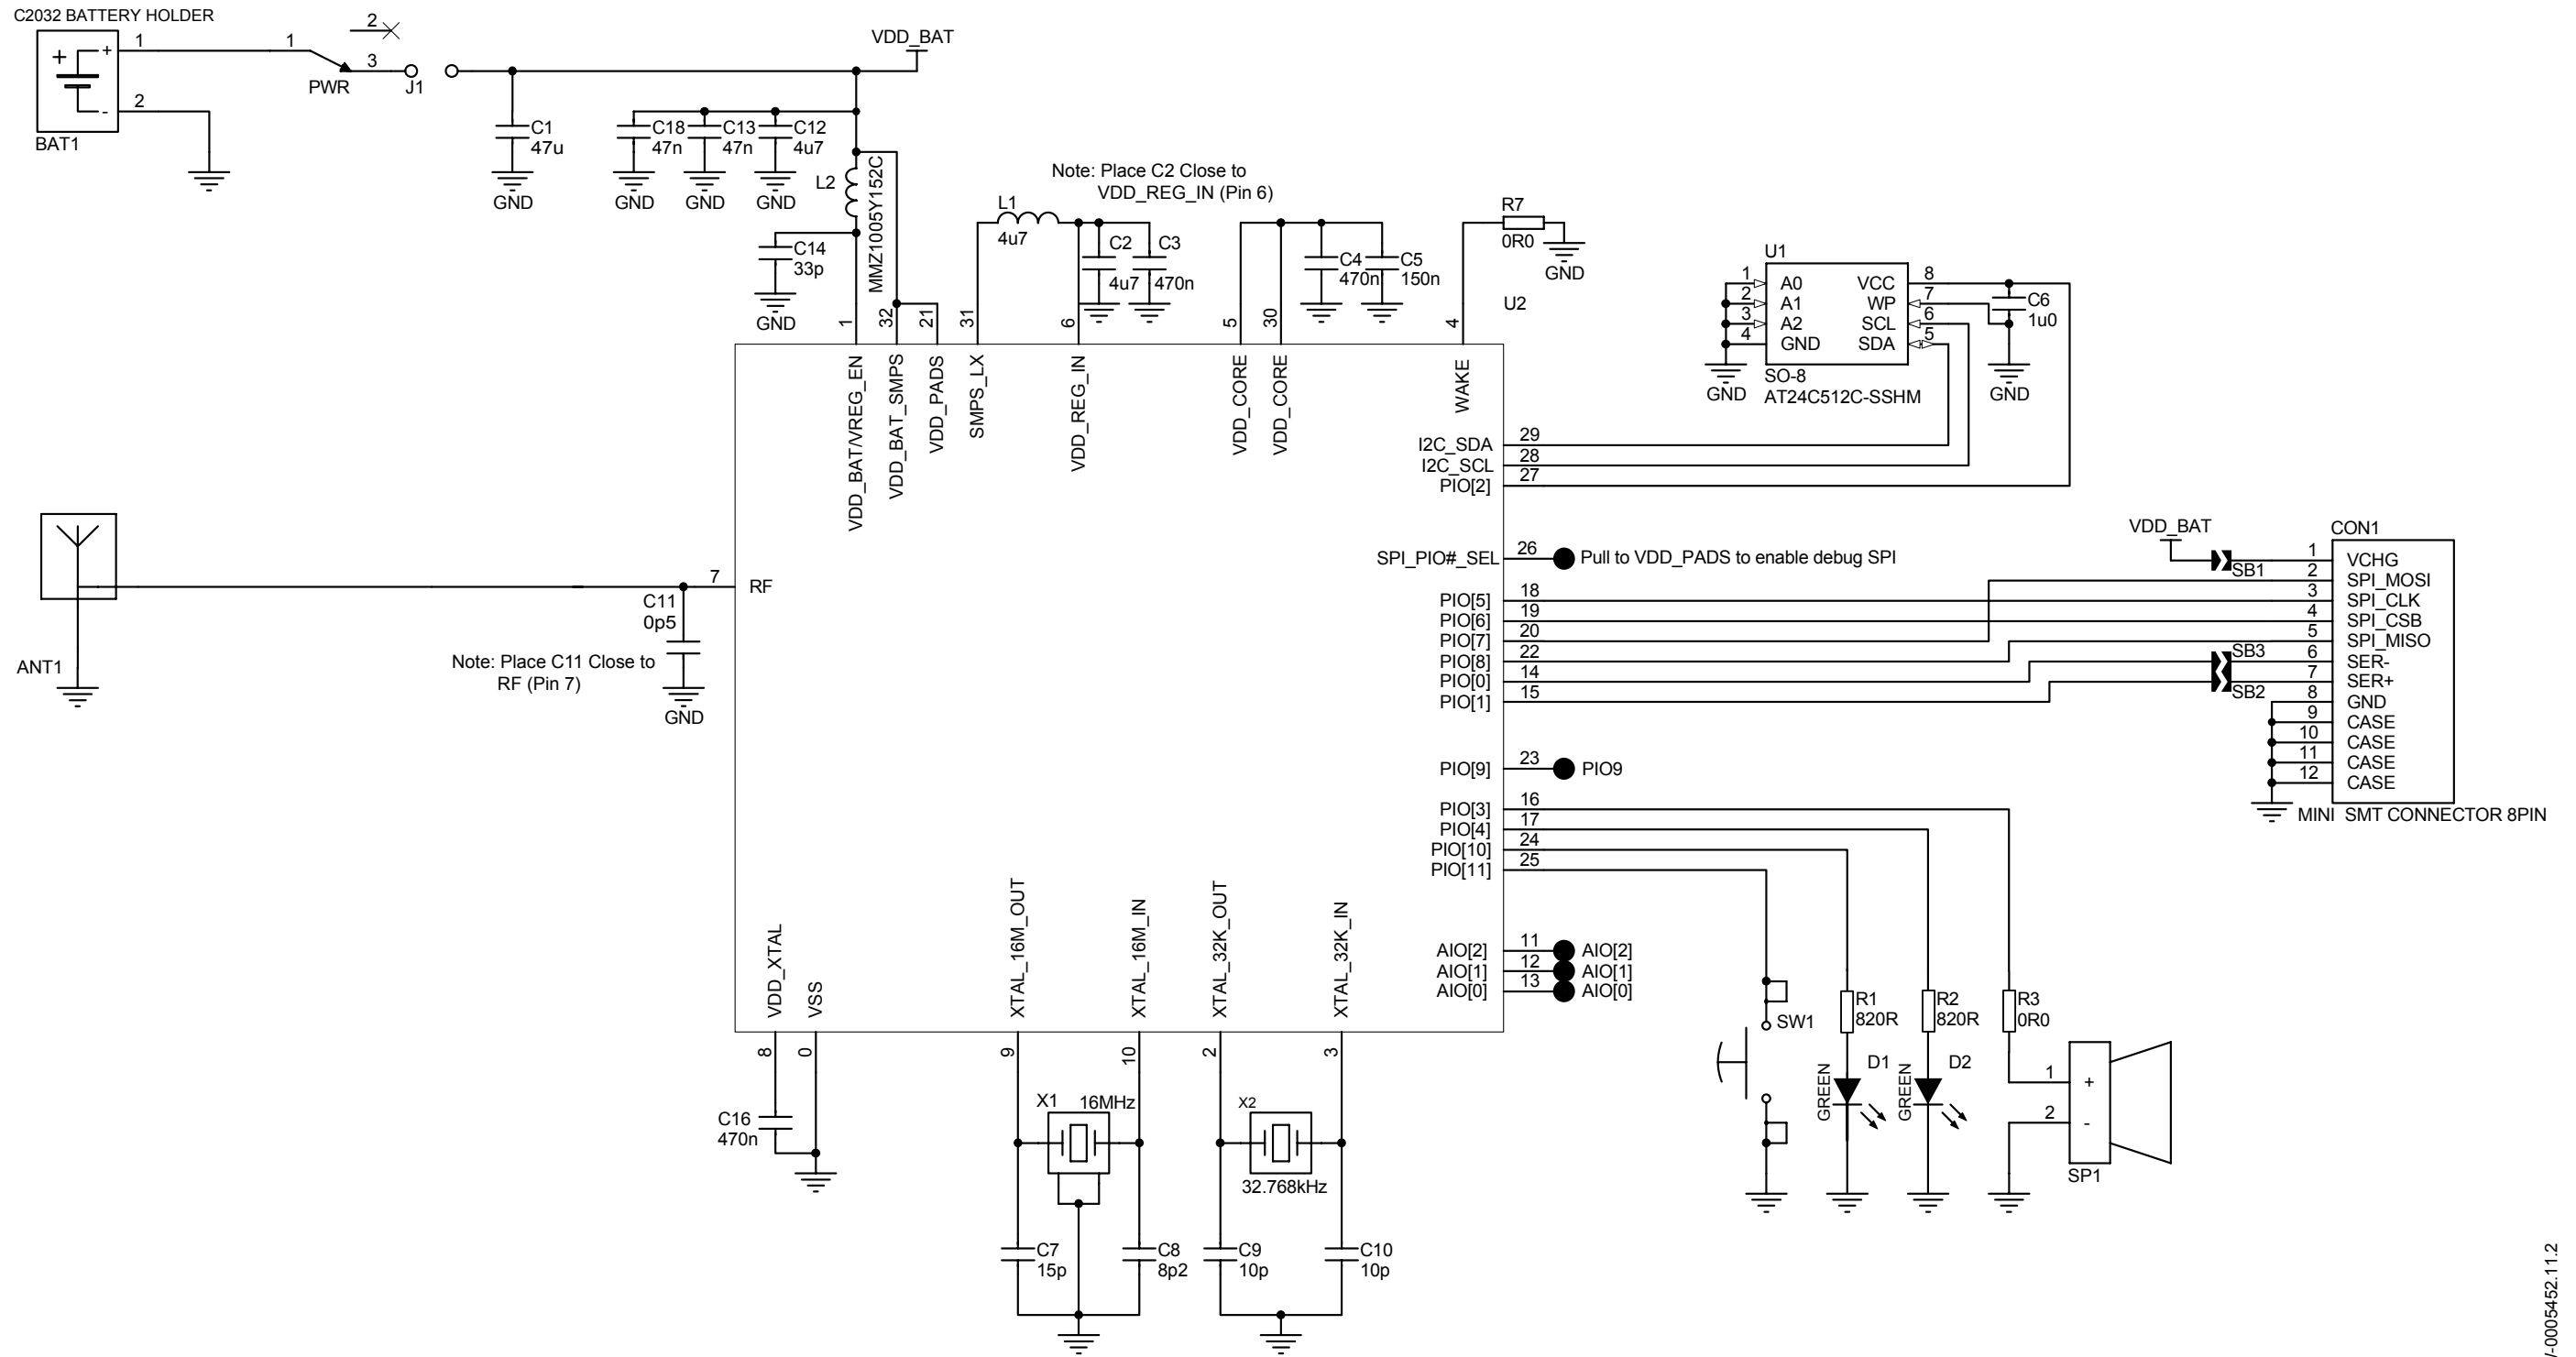 C2032 BATTERY HOLDER
1
2
BAT1
1
2
3
PWR
J1
VDD_BAT
C1
47u
GND
C18
47n
GND
C13
47n
GND
C12
4u7
GND
L2
MMZ1005Y152C
C14
33p
GND
Note: Place C2 Close to
VDD_REG_IN (Pin 6)
L1
4u7
C2
4u7
C3
470n
C4
470n
C5
150n
R7
0R0
GND
U2
1
32
21
31
6
5
30
4
VDD_BAT/VREG_EN
VDD_BAT_SMPS
VDD_PADS
SMPS_LX
VDD_REG_IN
VDD_CORE
VDD_CORE
WAKE
U1
1 A0 VCC 8
2 A1 WP 7
3 A2 SCL 6
4 GND SDA 5
SO-8
AT24C512C-SSHM
GND
C6
1u0
GND
I2C_SDA 29
I2C_SCL 28
PIO[2] 27
SPI_PIO#_SEL 26 Pull to VDD_PADS to enable debug SPI
PIO[5] 18
PIO[6] 19
PIO[7] 20
PIO[8] 22
PIO[0] 14
PIO[1] 15
PIO[9] 23 PIO9
PIO[3] 16
PIO[4] 17
PIO[10] 24
PIO[11] 25
AIO[2] 11 AIO[2]
AIO[1] 12 AIO[1]
AIO[0] 13 AIO[0]
VDD_BAT
SB1
SB3
SB2
CON1
1 VCHG
2 SPI_MOSI
3 SPI_CLK
4 SPI_CSB
5 SPI_MISO
6 SER-
7 SER+
8 GND
9 CASE
10 CASE
11 CASE
12 CASE
MINI SMT CONNECTOR 8PIN
ANT1
7 RF
C11
0p5
Note: Place C11 Close to
RF (Pin 7)
GND
VDD_XTAL
VSS
XTAL_16M_OUT
XTAL_16M_IN
XTAL_32K_OUT
XTAL_32K_IN
8
0
9
10
2
3
C16
470n
X1 16MHz
C7
15p
C8
8p2
X2
32.768kHz
C9
10p
C10
10p
SW1
R1
820R
R2
820R
R3
0R0
GREEN
D1
GREEN
D2
1 +
2 -
SP1
/-0005452.11.2